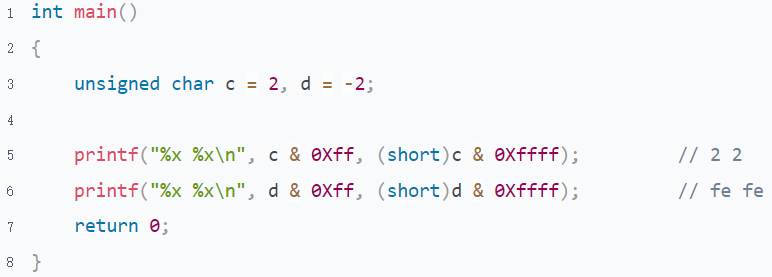 1 int main()
2 {
3     unsigned char c = 2, d = -2;
4
5     printf("%x %x\n", c & 0Xff, (short)c & 0Xffff);        // 2 2
6     printf("%x %x\n", d & 0Xff, (short)d & 0Xffff);        // fe fe
7     return 0;
8 }